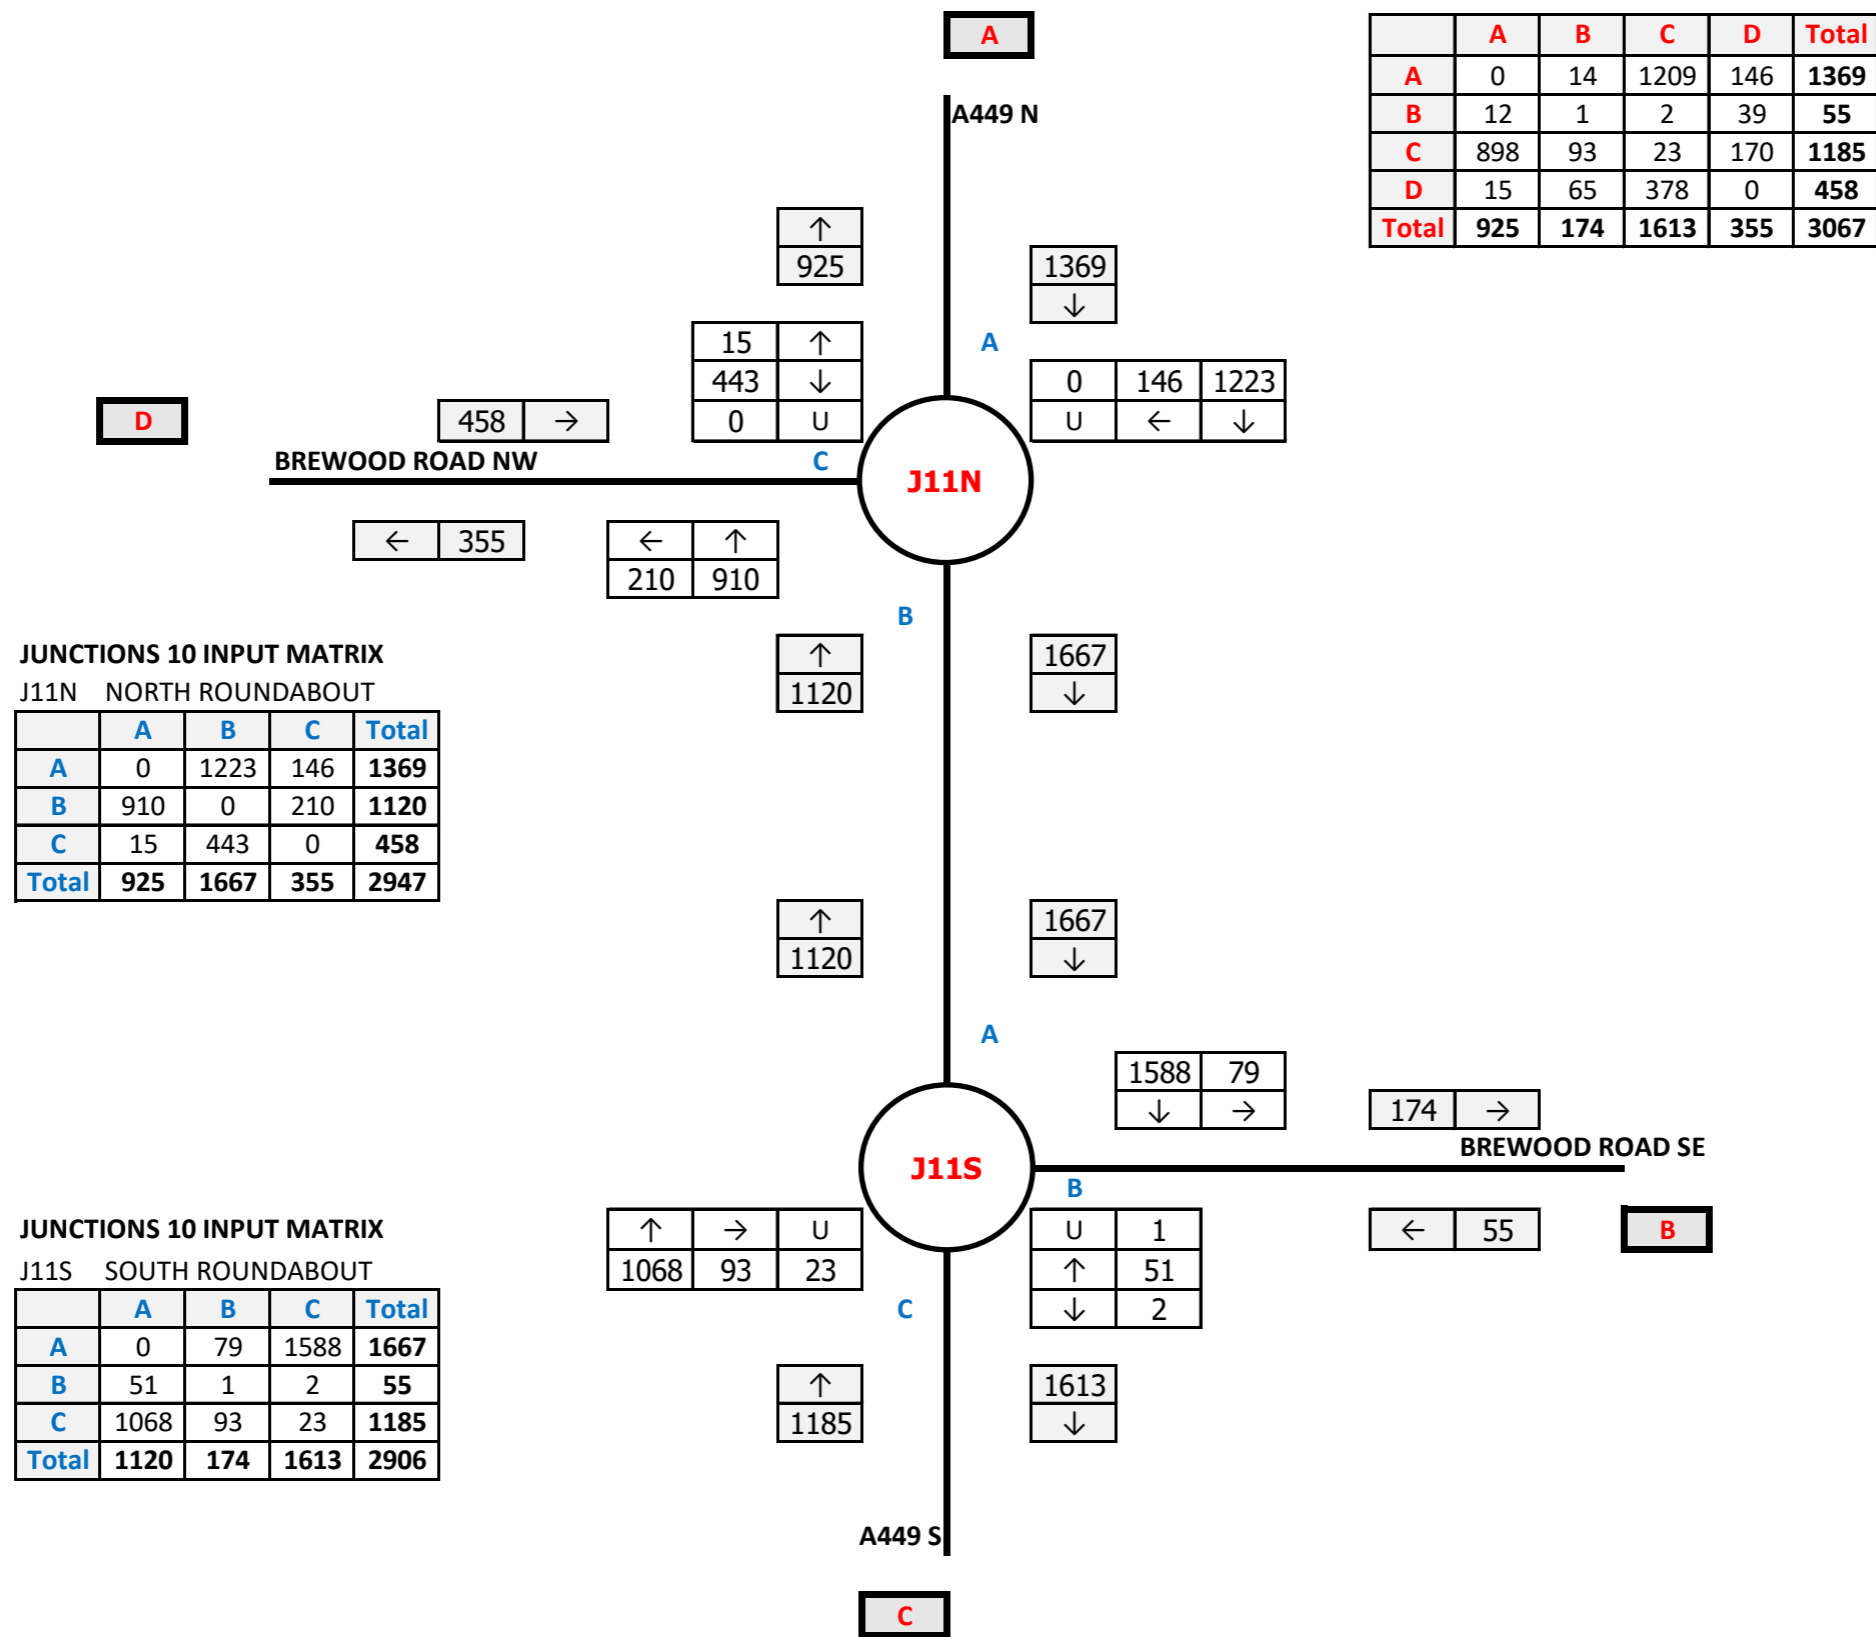 A
A B C D Total
A 0 14 1209 146 1369
B 12 1 2 39 55
C 898 93 23 170 1185
D 15 65 378 0 458
Total 925 174 1613 355 3067
A449 N
↑
925
1369
↓
A
15 ↑
443 ↓
0 U
0 146 1223
U ← ↓
D
458 →
BREWOOD ROAD NW
C
J11N
← 355
← ↑
210 910
B
JUNCTIONS 10 INPUT MATRIX
J11N NORTH ROUNDABOUT
A B C Total
A 0 1223 146 1369
B 910 0 210 1120
C 15 443 0 458
Total 925 1667 355 2947
↑
1120
1667
↓
↑
1120
1667
↓
A
1588 79
↓ →
174 →
BREWOOD ROAD SE
J11S
B
↑ → U
1068 93 23
U 1
↑ 51
↓ 2
← 55
B
C
JUNCTIONS 10 INPUT MATRIX
J11S SOUTH ROUNDABOUT
A B C Total
A 0 79 1588 1667
B 51 1 2 55
C 1068 93 23 1185
Total 1120 174 1613 2906
↑
1185
1613
↓
A449 S
C